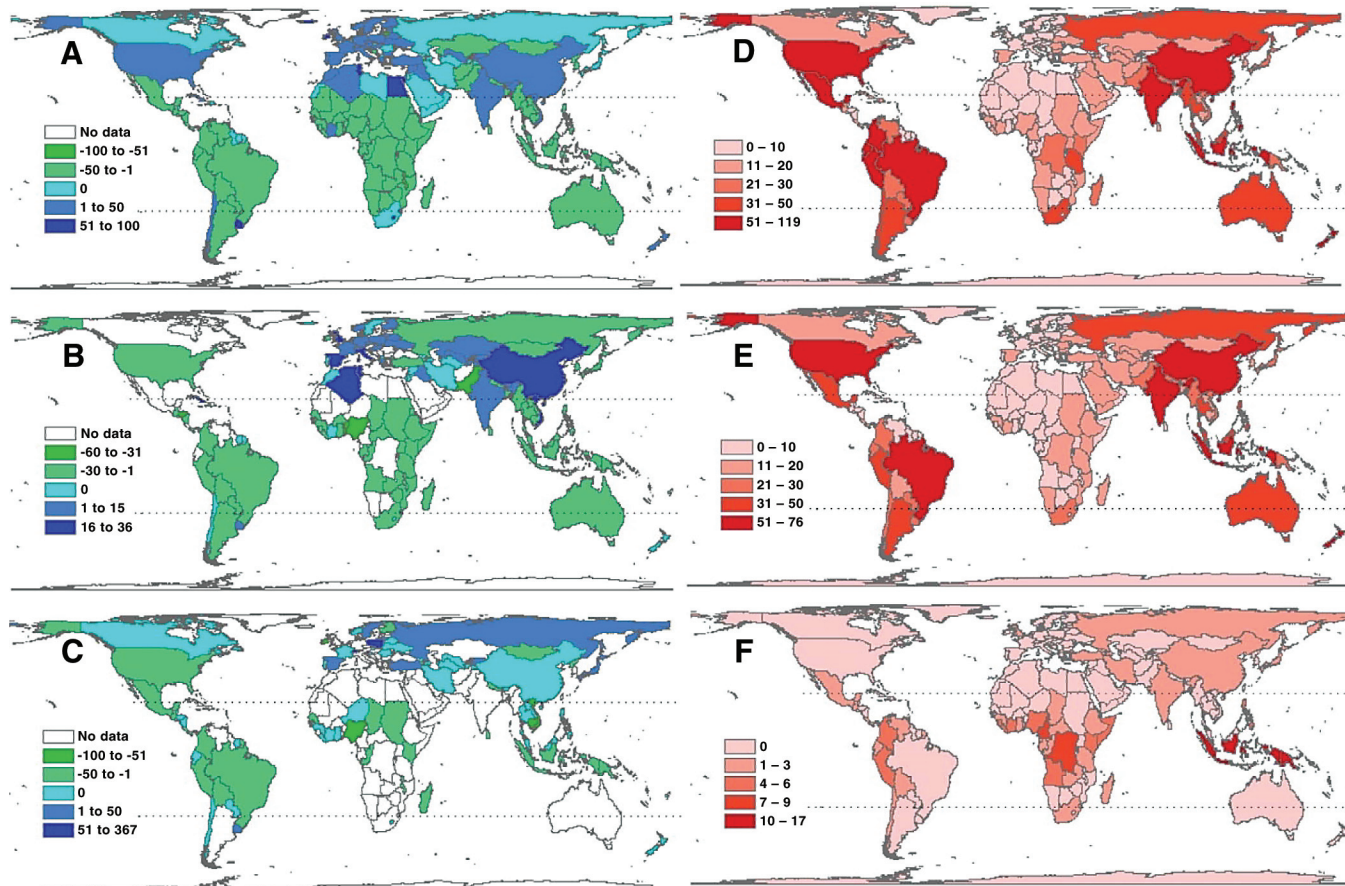 A
No data
-100 to -51
-50 to -1
0
1 to 50
51 to 100
D
0 – 10
11 – 20
21 – 30
31 – 50
51 – 119
B
No data
-60 to -31
-30 to -1
0
1 to 15
16 to 36
E
0 – 10
11 – 20
21 – 30
31 – 50
51 – 76
C
No data
-100 to -51
-50 to -1
0
1 to 50
51 to 367
F
0
1 – 3
4 – 6
7 – 9
10 – 17